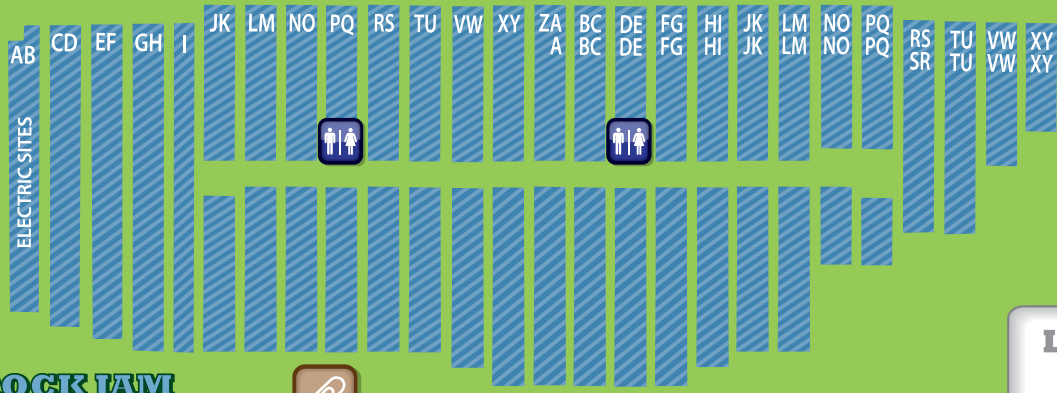 AB
ELECTRIC SITES
CD
EF
GH
I
JK
LM
NO
PQ
RS
TU
VW
XY
ZA
A
BC
BC
DE
DE
FG
FG
HI
HI
JK
JK
LM
LM
NO
NO
PQ
PQ
RS
SR
TU
TU
VW
VW
XY
XY
OCK JAM
L